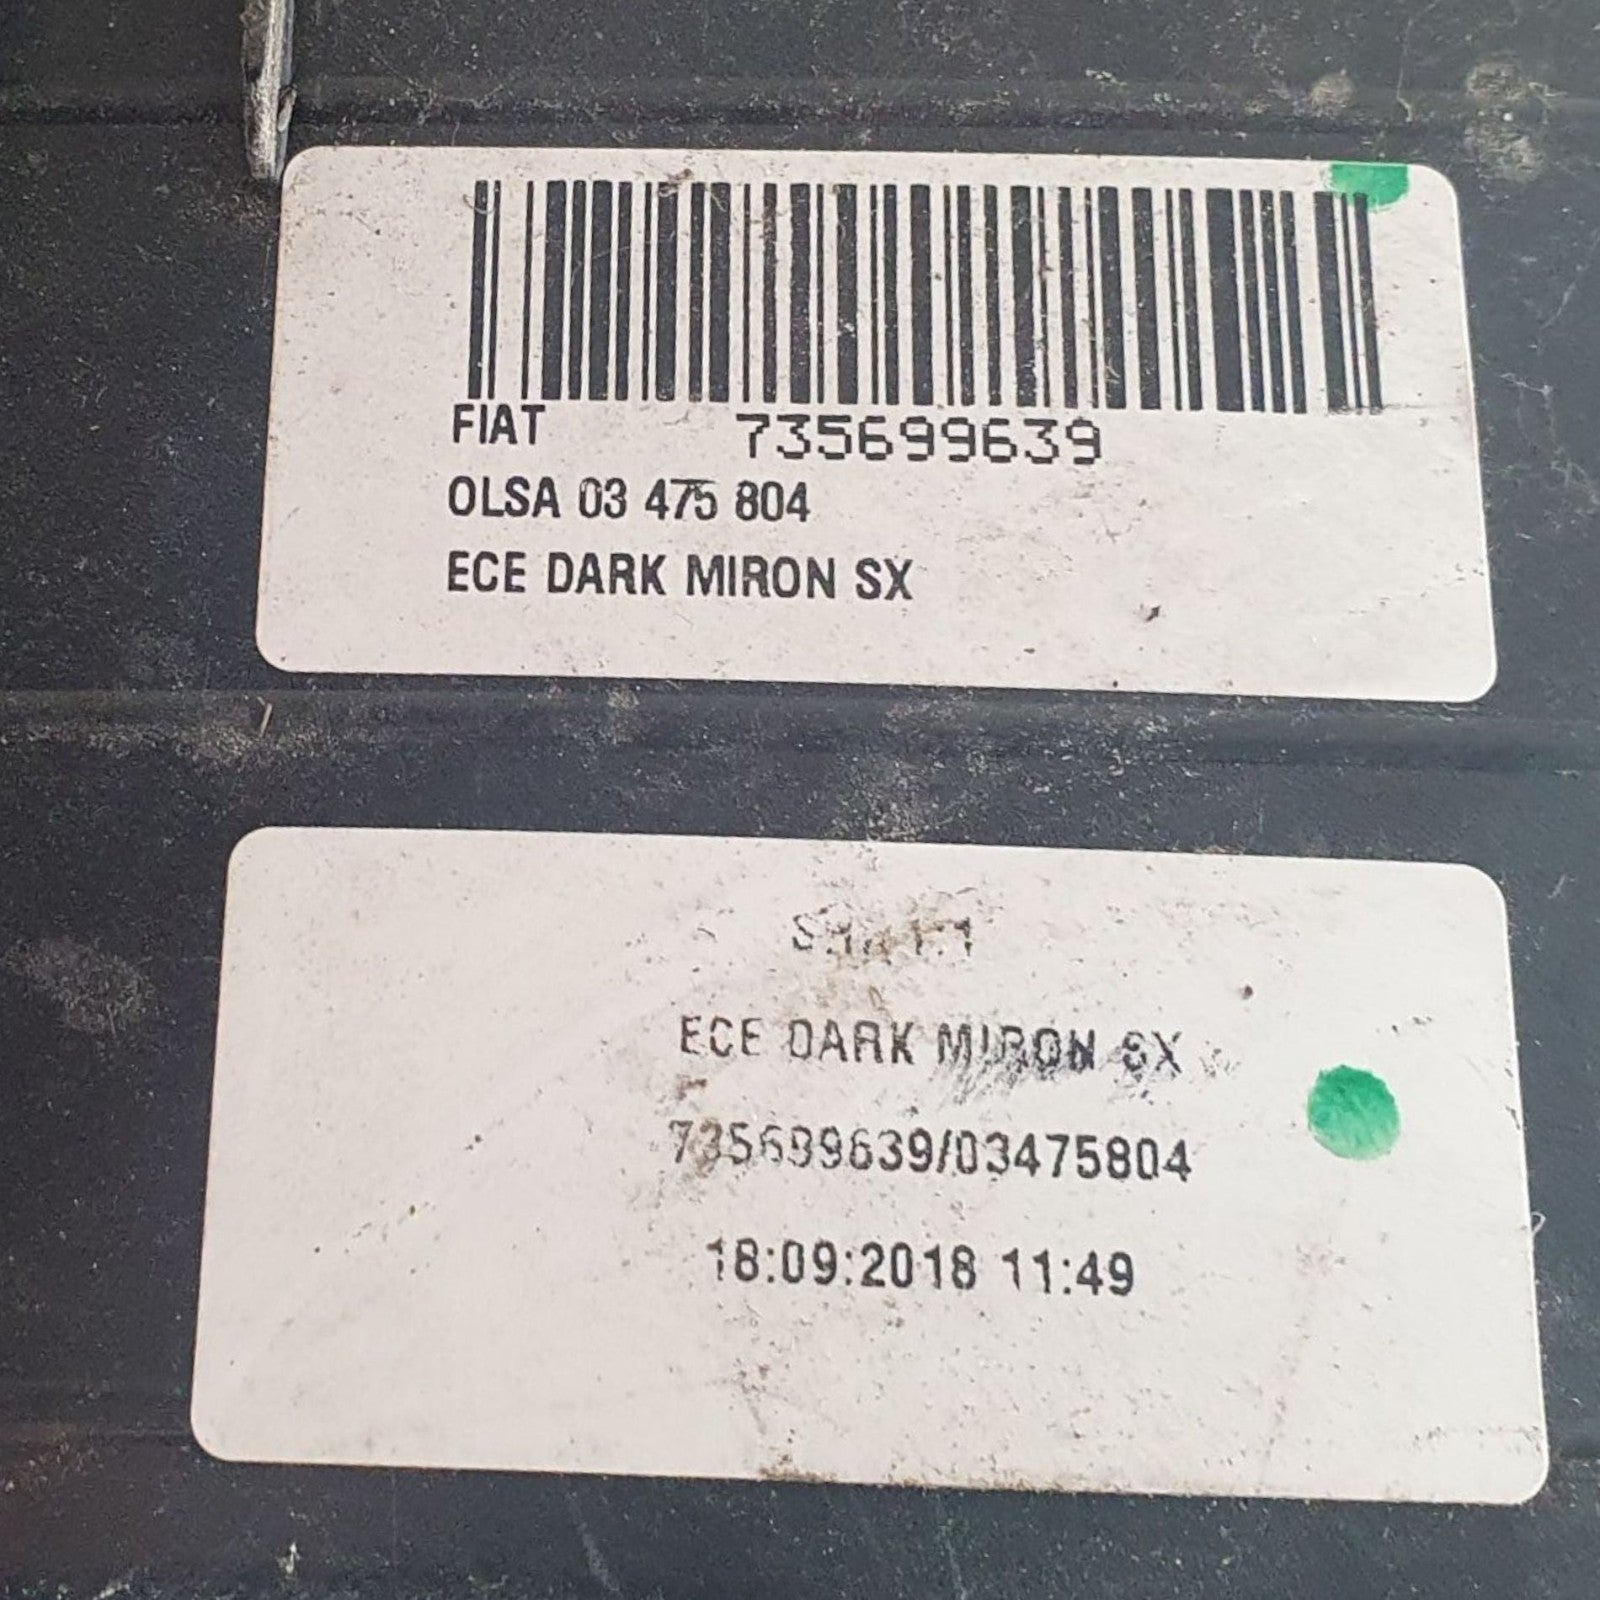 FIAT 735699639
OLSA 03 475 804
ECE DARK MIRON SX
ECE DARK MIRON SX
735699639/03475804
18:09:2018 11:49